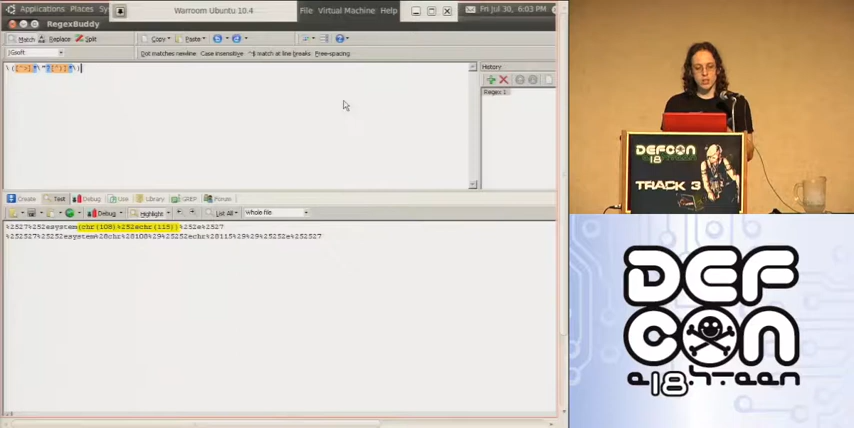 Applications Places Warroom Ubuntu 10.4 File Virtual Machine Help Fri Jul 30, 6:03 PM
RegexBuddy
Match Replace Split Copy Paste
JGsoft Dot matches newline Case insensitive ^$ match at line breaks Free-spacing
History
Regex 1
Create Test Debug Use Library GREP Forum
Debug Highlight List All whole file
%2527%252esystem(chr(108)%252echr(115))%252e%2527
%252527%25252esystem%28chr%28108%29%25252echr%28115%29%29%25252e%252527
DEFCON
18
TRACK 3
DEF
CON
18